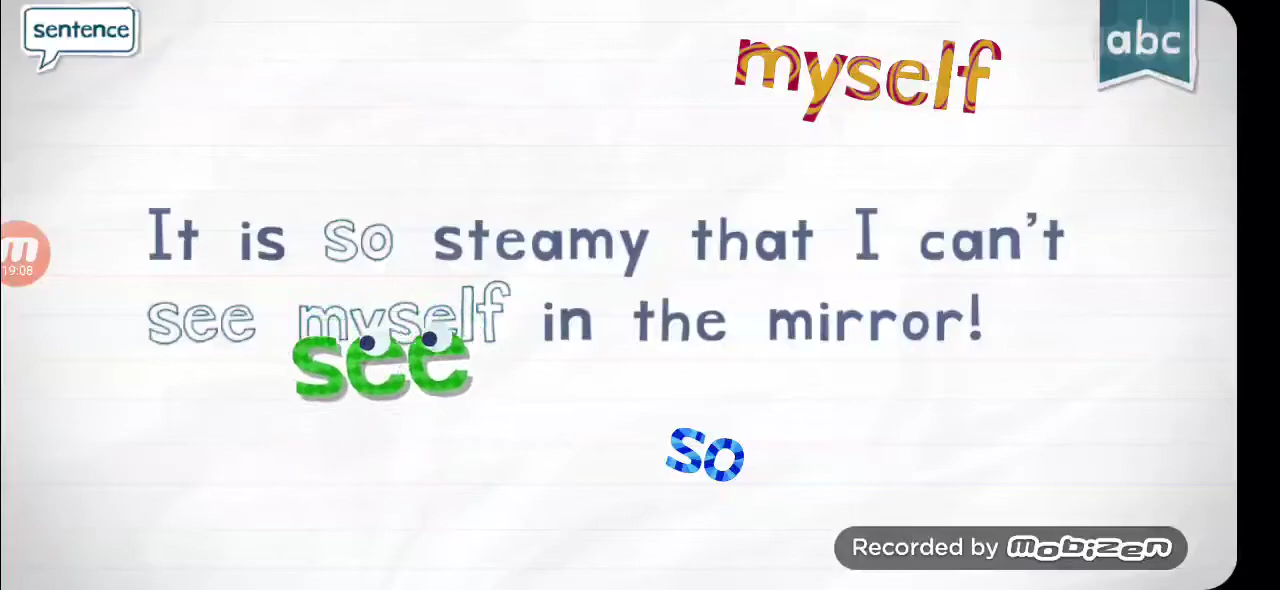 sentence
abc
myself
It is so steamy that I can't
see myself in the mirror!
see
so
m
19:08
Recorded by mobizen